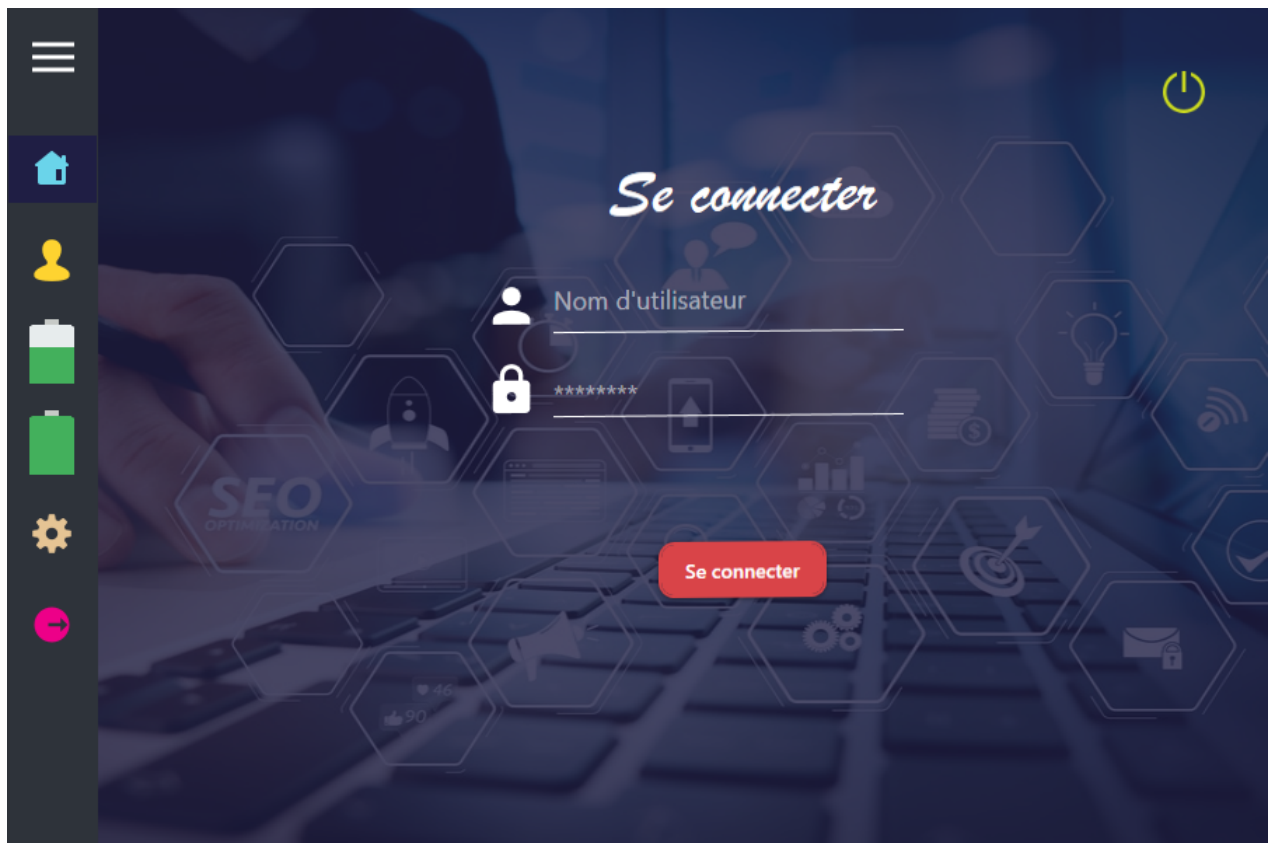 Se connecter
Nom d'utilisateur
********
SEO
OPTIMIZATION
Se connecter
46
90